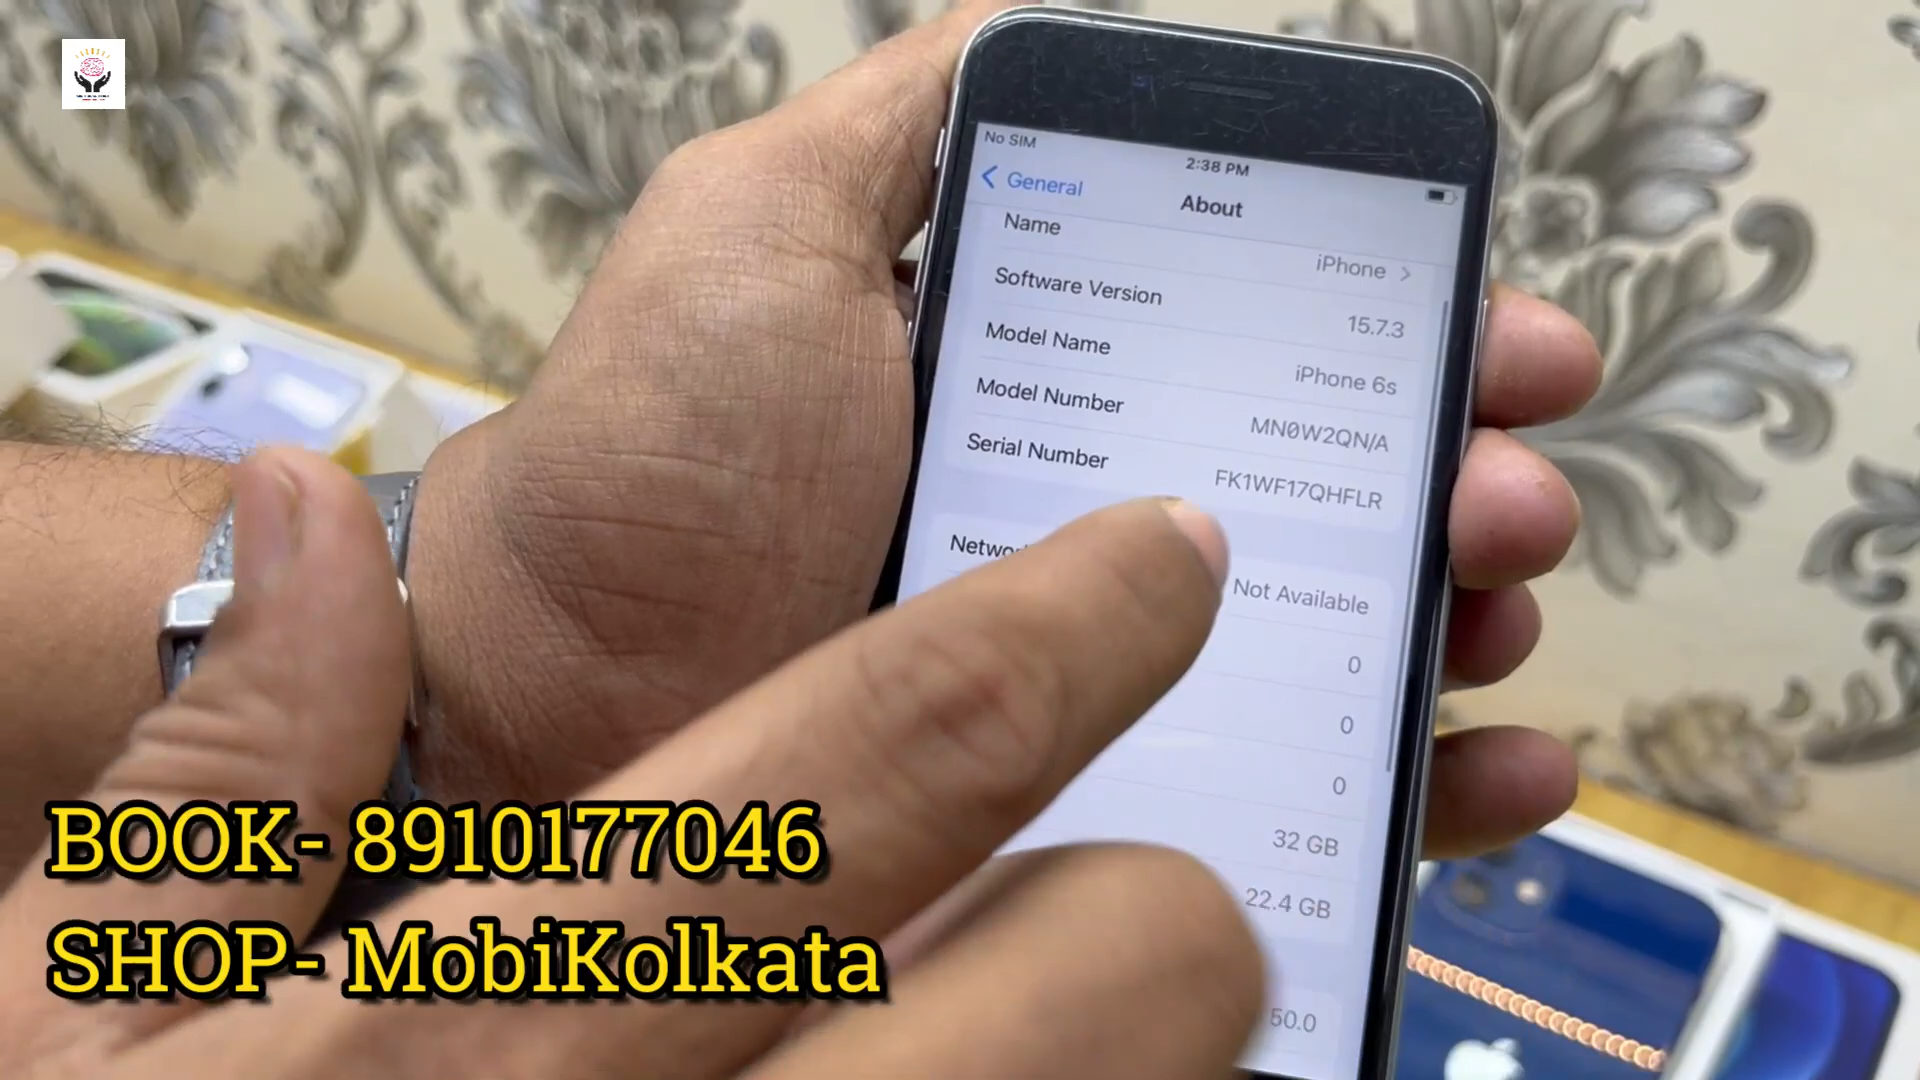 No SIM
2:38 PM
General
About
Name
iPhone
Software Version
15.7.3
Model Name
iPhone 6s
Model Number
MN0W2QN/A
Serial Number
FK1WF17QHFLR
Not Available
0
0
0
32 GB
22.4 GB
50.0
BOOK- 8910177046
SHOP- MobiKolkata